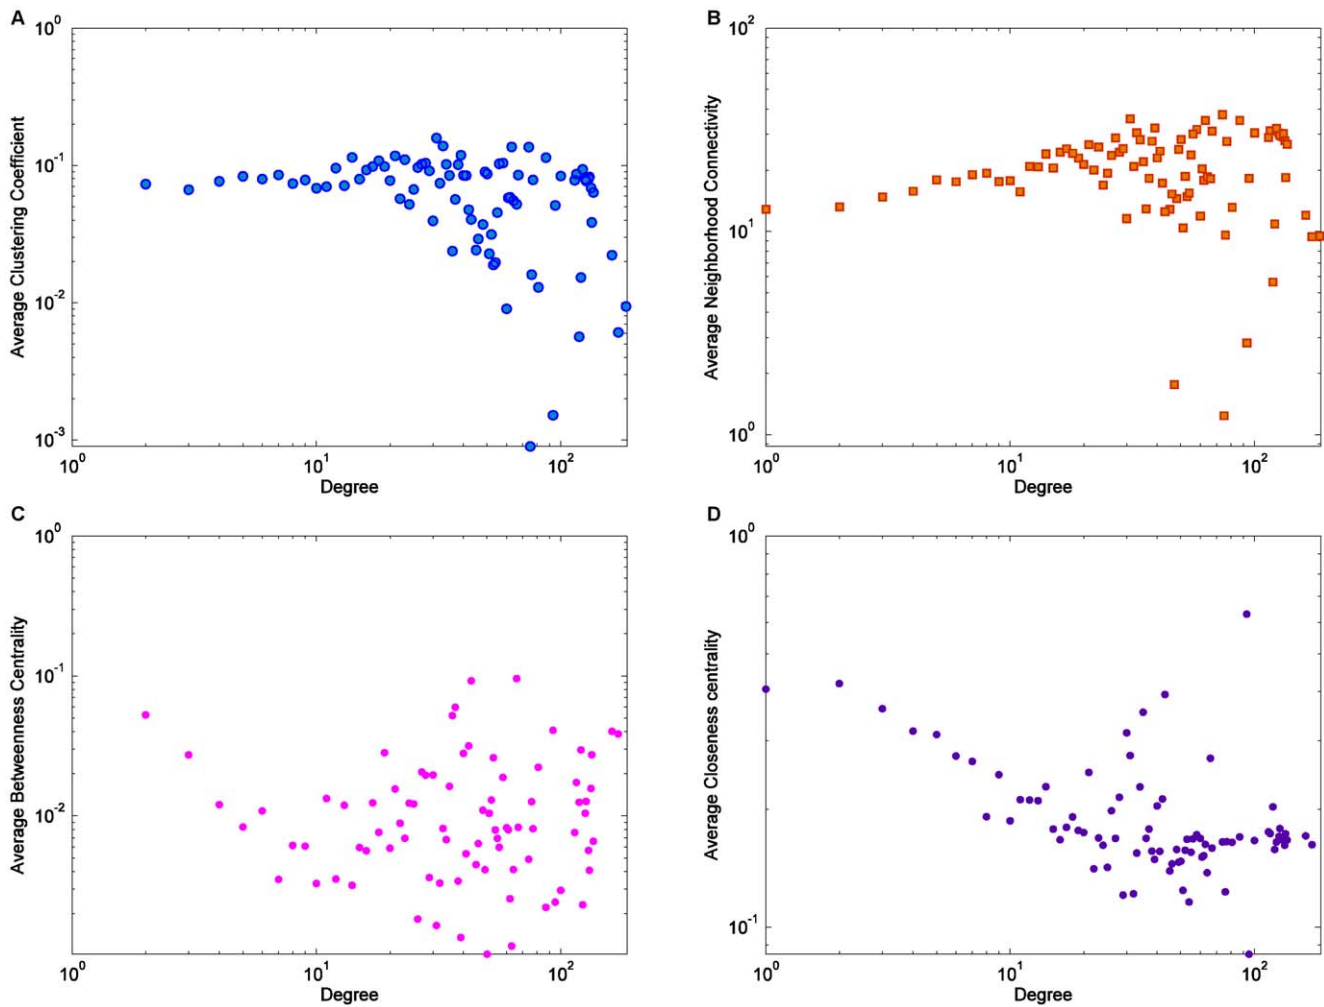 A
10^0
10^-1
10^-2
10^-3
Average Clustering Coefficient
10^0
10^1
10^2
Degree
B
10^2
10^1
10^0
Average Neighborhood Connectivity
10^0
10^1
10^2
Degree
C
10^0
10^-1
10^-2
Average Betweenness Centrality
10^0
10^1
10^2
Degree
D
10^0
10^-1
Average Closeness centrality
10^0
10^1
10^2
Degree